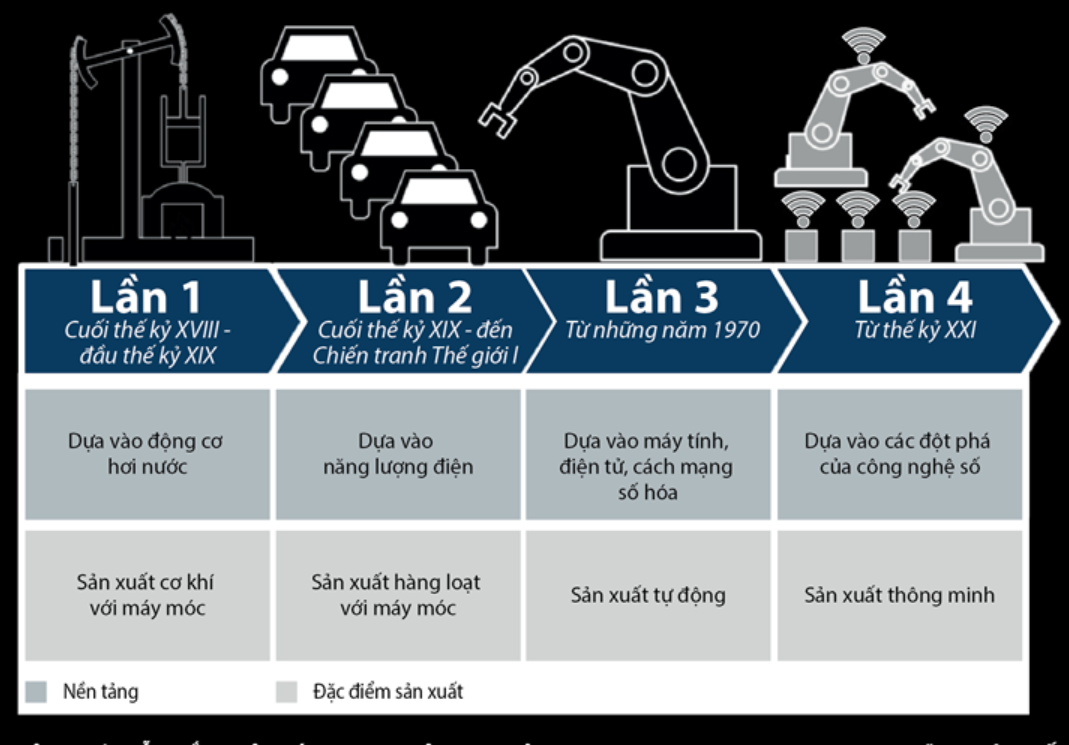 Lần 1
Cuối thế kỷ XVIII -
đầu thế kỷ XIX
Lần 2
Cuối thế kỷ XIX - đến
Chiến tranh Thế giới I
Lần 3
Từ những năm 1970
Lần 4
Từ thế kỷ XXI
Dựa vào động cơ
hơi nước
Dựa vào
năng lượng điện
Dựa vào máy tính,
điện tử, cách mạng
số hóa
Dựa vào các đột phá
của công nghệ số
Sản xuất cơ khí
với máy móc
Sản xuất hàng loạt
với máy móc
Sản xuất tự động
Sản xuất thông minh
Nền tảng
Đặc điểm sản xuất